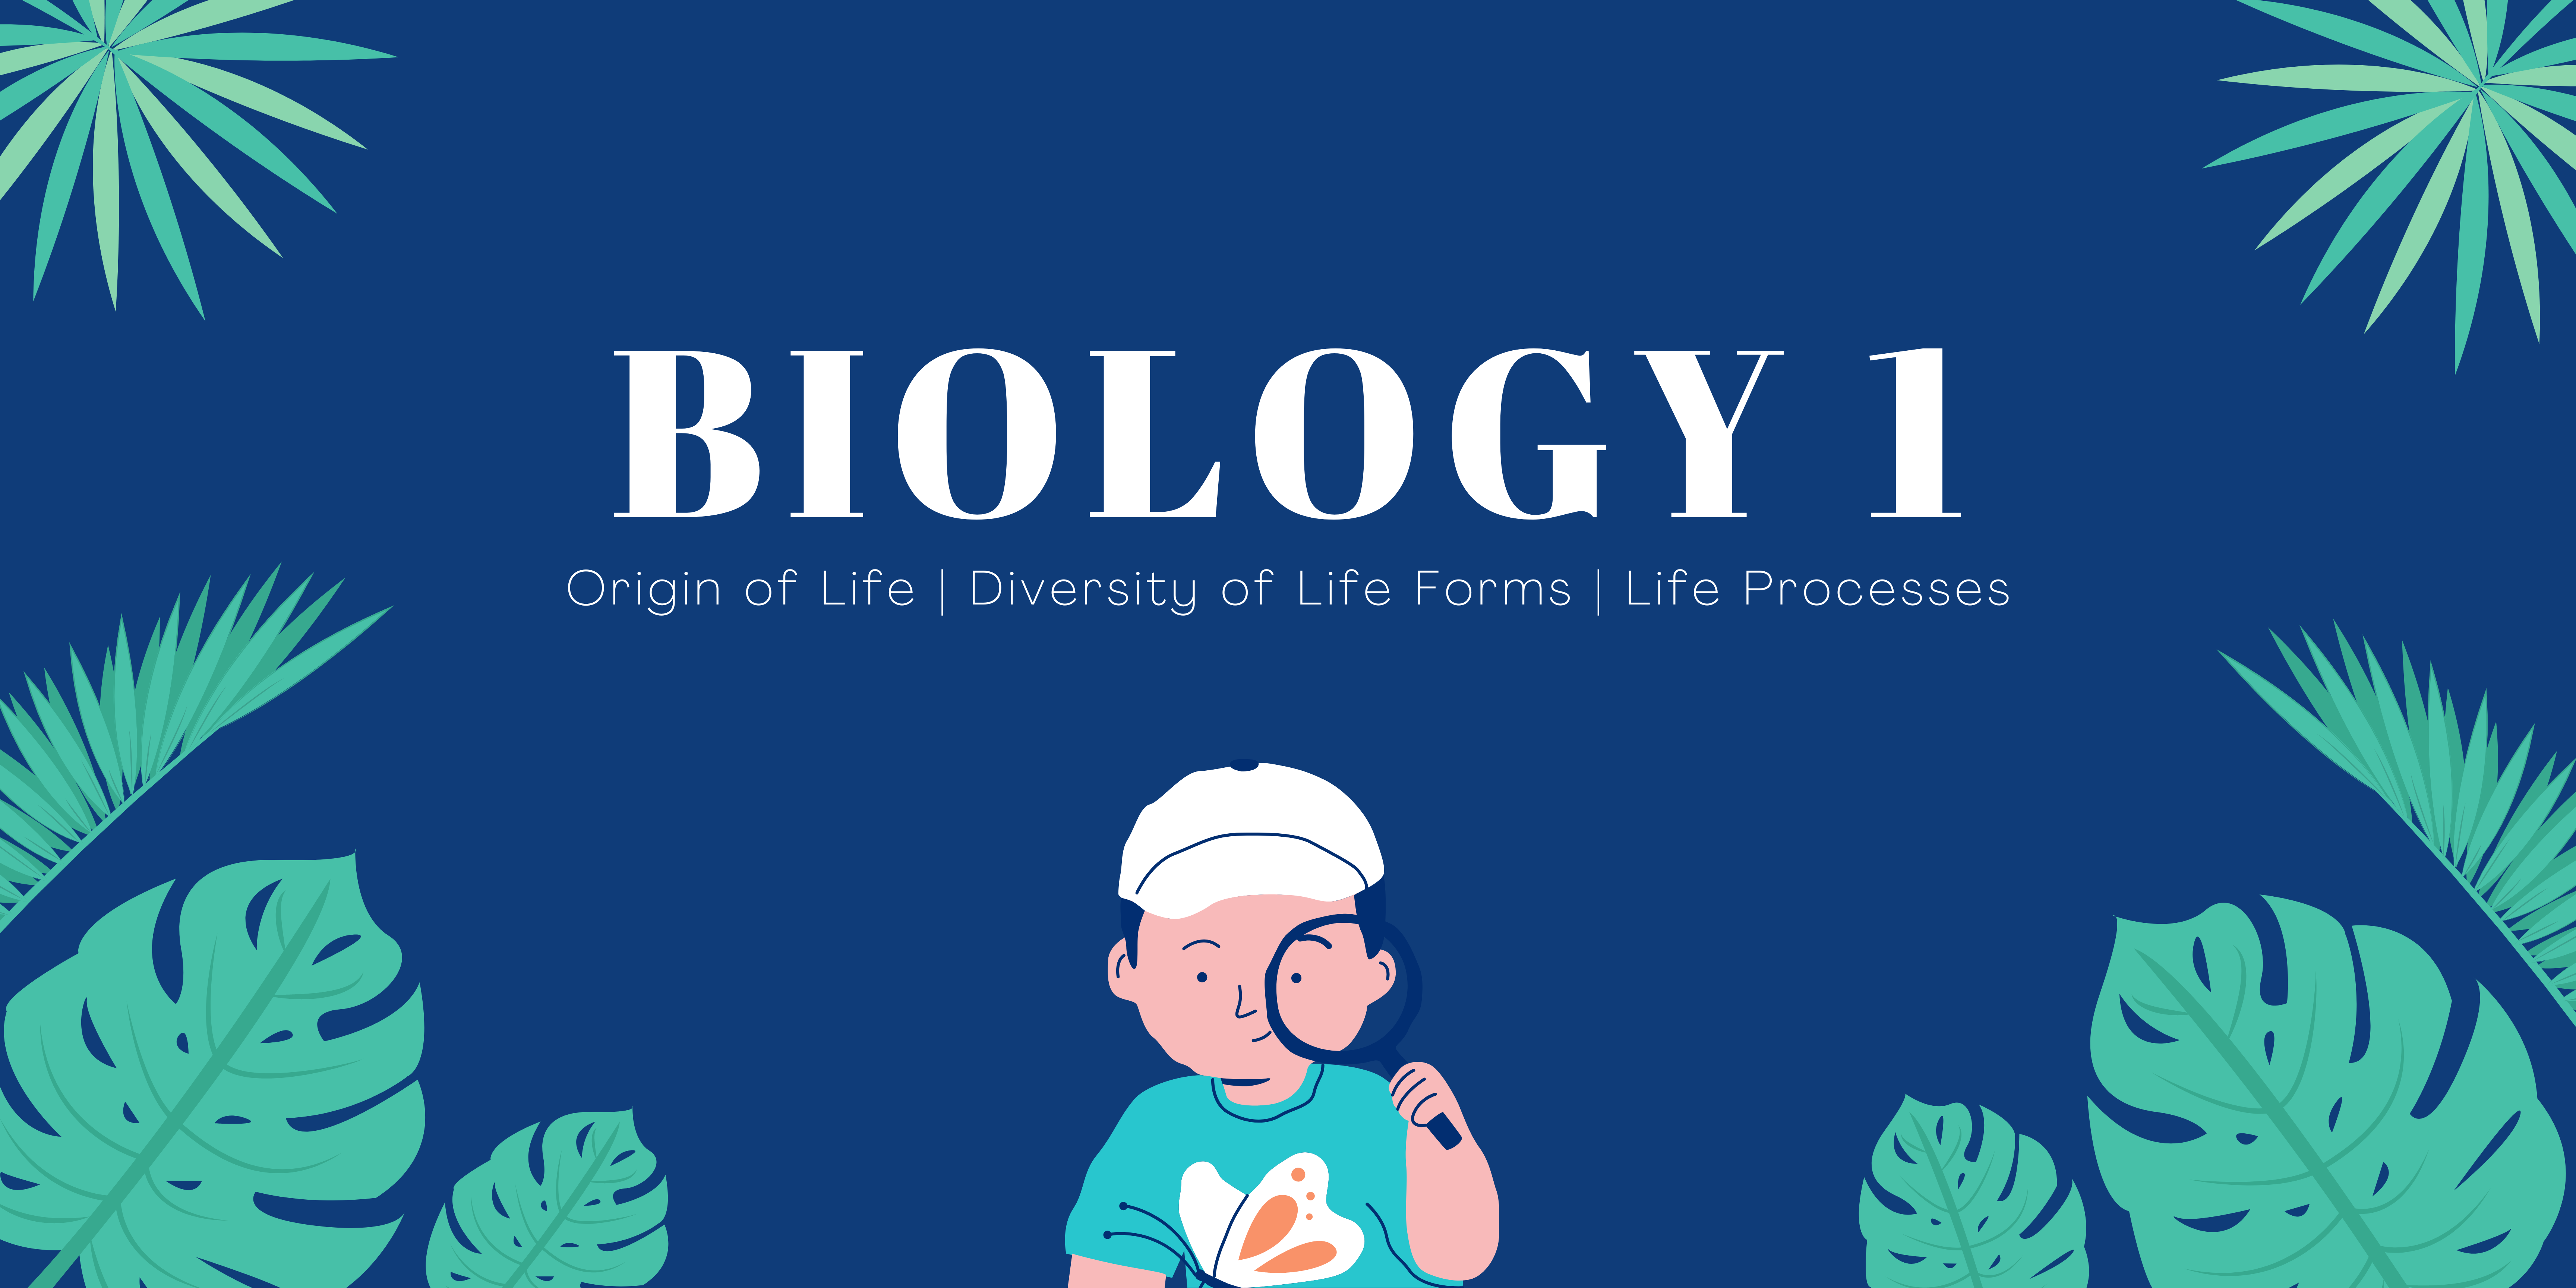 BIOLOGY 1
Origin of Life | Diversity of Life Forms | Life Processes